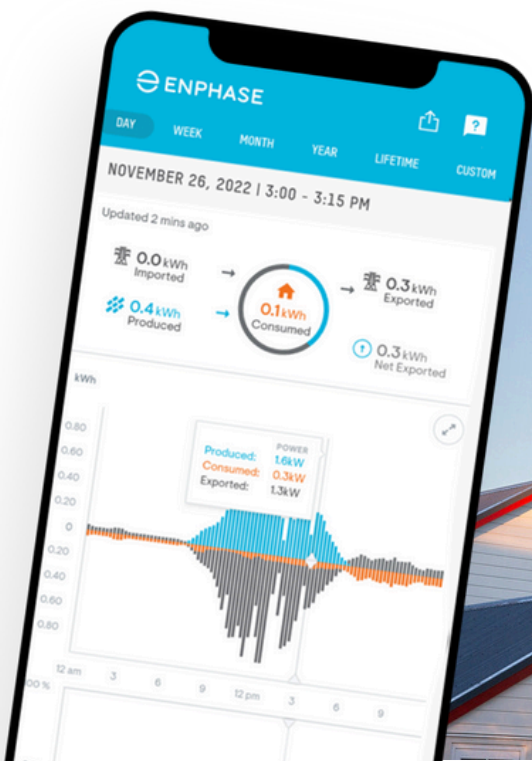 ENPHASE
?
DAY WEEK MONTH YEAR LIFETIME CUSTOM
NOVEMBER 26, 2022 | 3:00 - 3:15 PM
Updated 2 mins ago
0.0 kWh
Imported
0.3 kWh
Exported
0.1 kWh
Consumed
0.4 kWh
Produced
0.3 kWh
Net Exported
kWh
POWER
Produced: 1.6kW
Consumed: 0.3kW
Exported: 1.3kW
0.80
0.60
0.40
0.20
0
0.20
0.40
0.60
0.80
12 am 3 6 9 12 pm 3 6 9
00 %